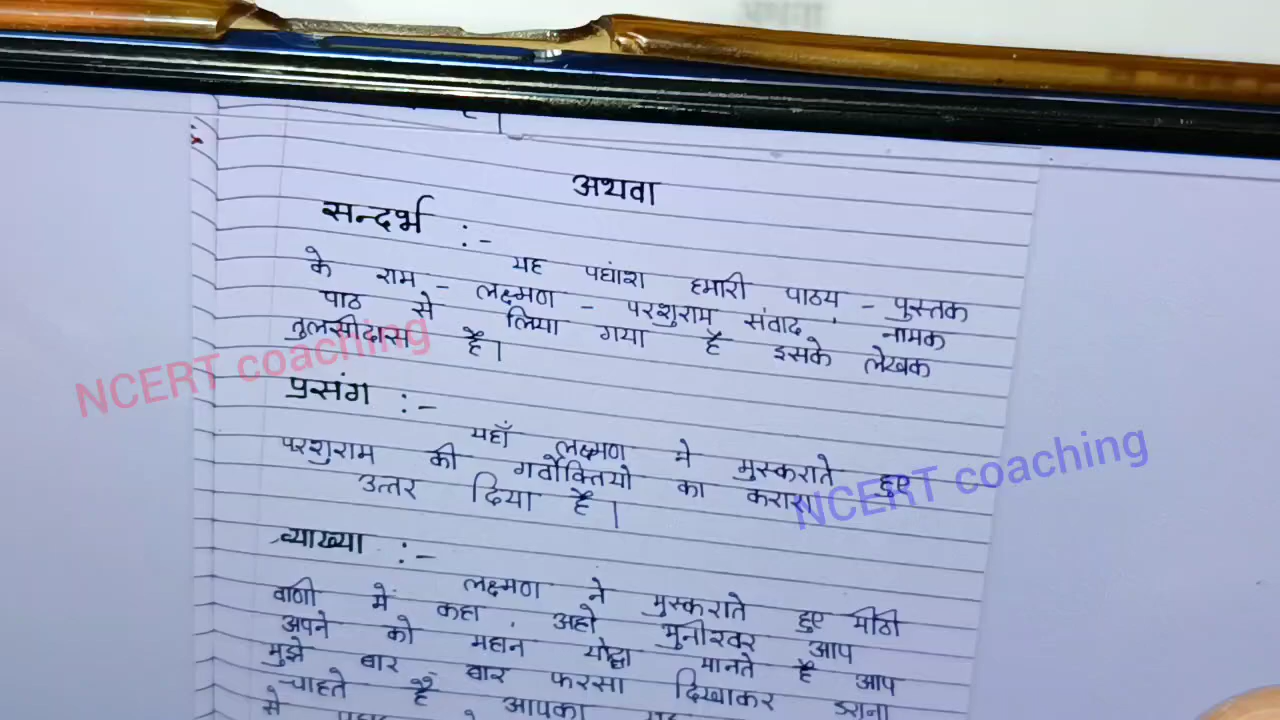 अथवा
सन्दर्भ :-
यह पद्यांश हमारी पाठय - पुस्तक
के राम - लक्ष्मण - परशुराम संवाद, नामक
पाठ से लिया गया है इसके लेखक
तुलसीदास है।
प्रसंग :-
यहाँ लक्ष्मण ने मुस्कराते हुए
परशुराम की गर्वोक्तियो का करारा
उत्तर दिया है।
व्याख्या :-
लक्ष्मण ने मुस्कराते हुए मीठी
वाणी में कहा, अहो मुनीश्वर आप
अपने को महान योद्धा मानते है आप
मुझे बार बार फरसा दिखाकर डराना
चाहते हैं आपका यह
से
NCERT coaching
NCERT coaching